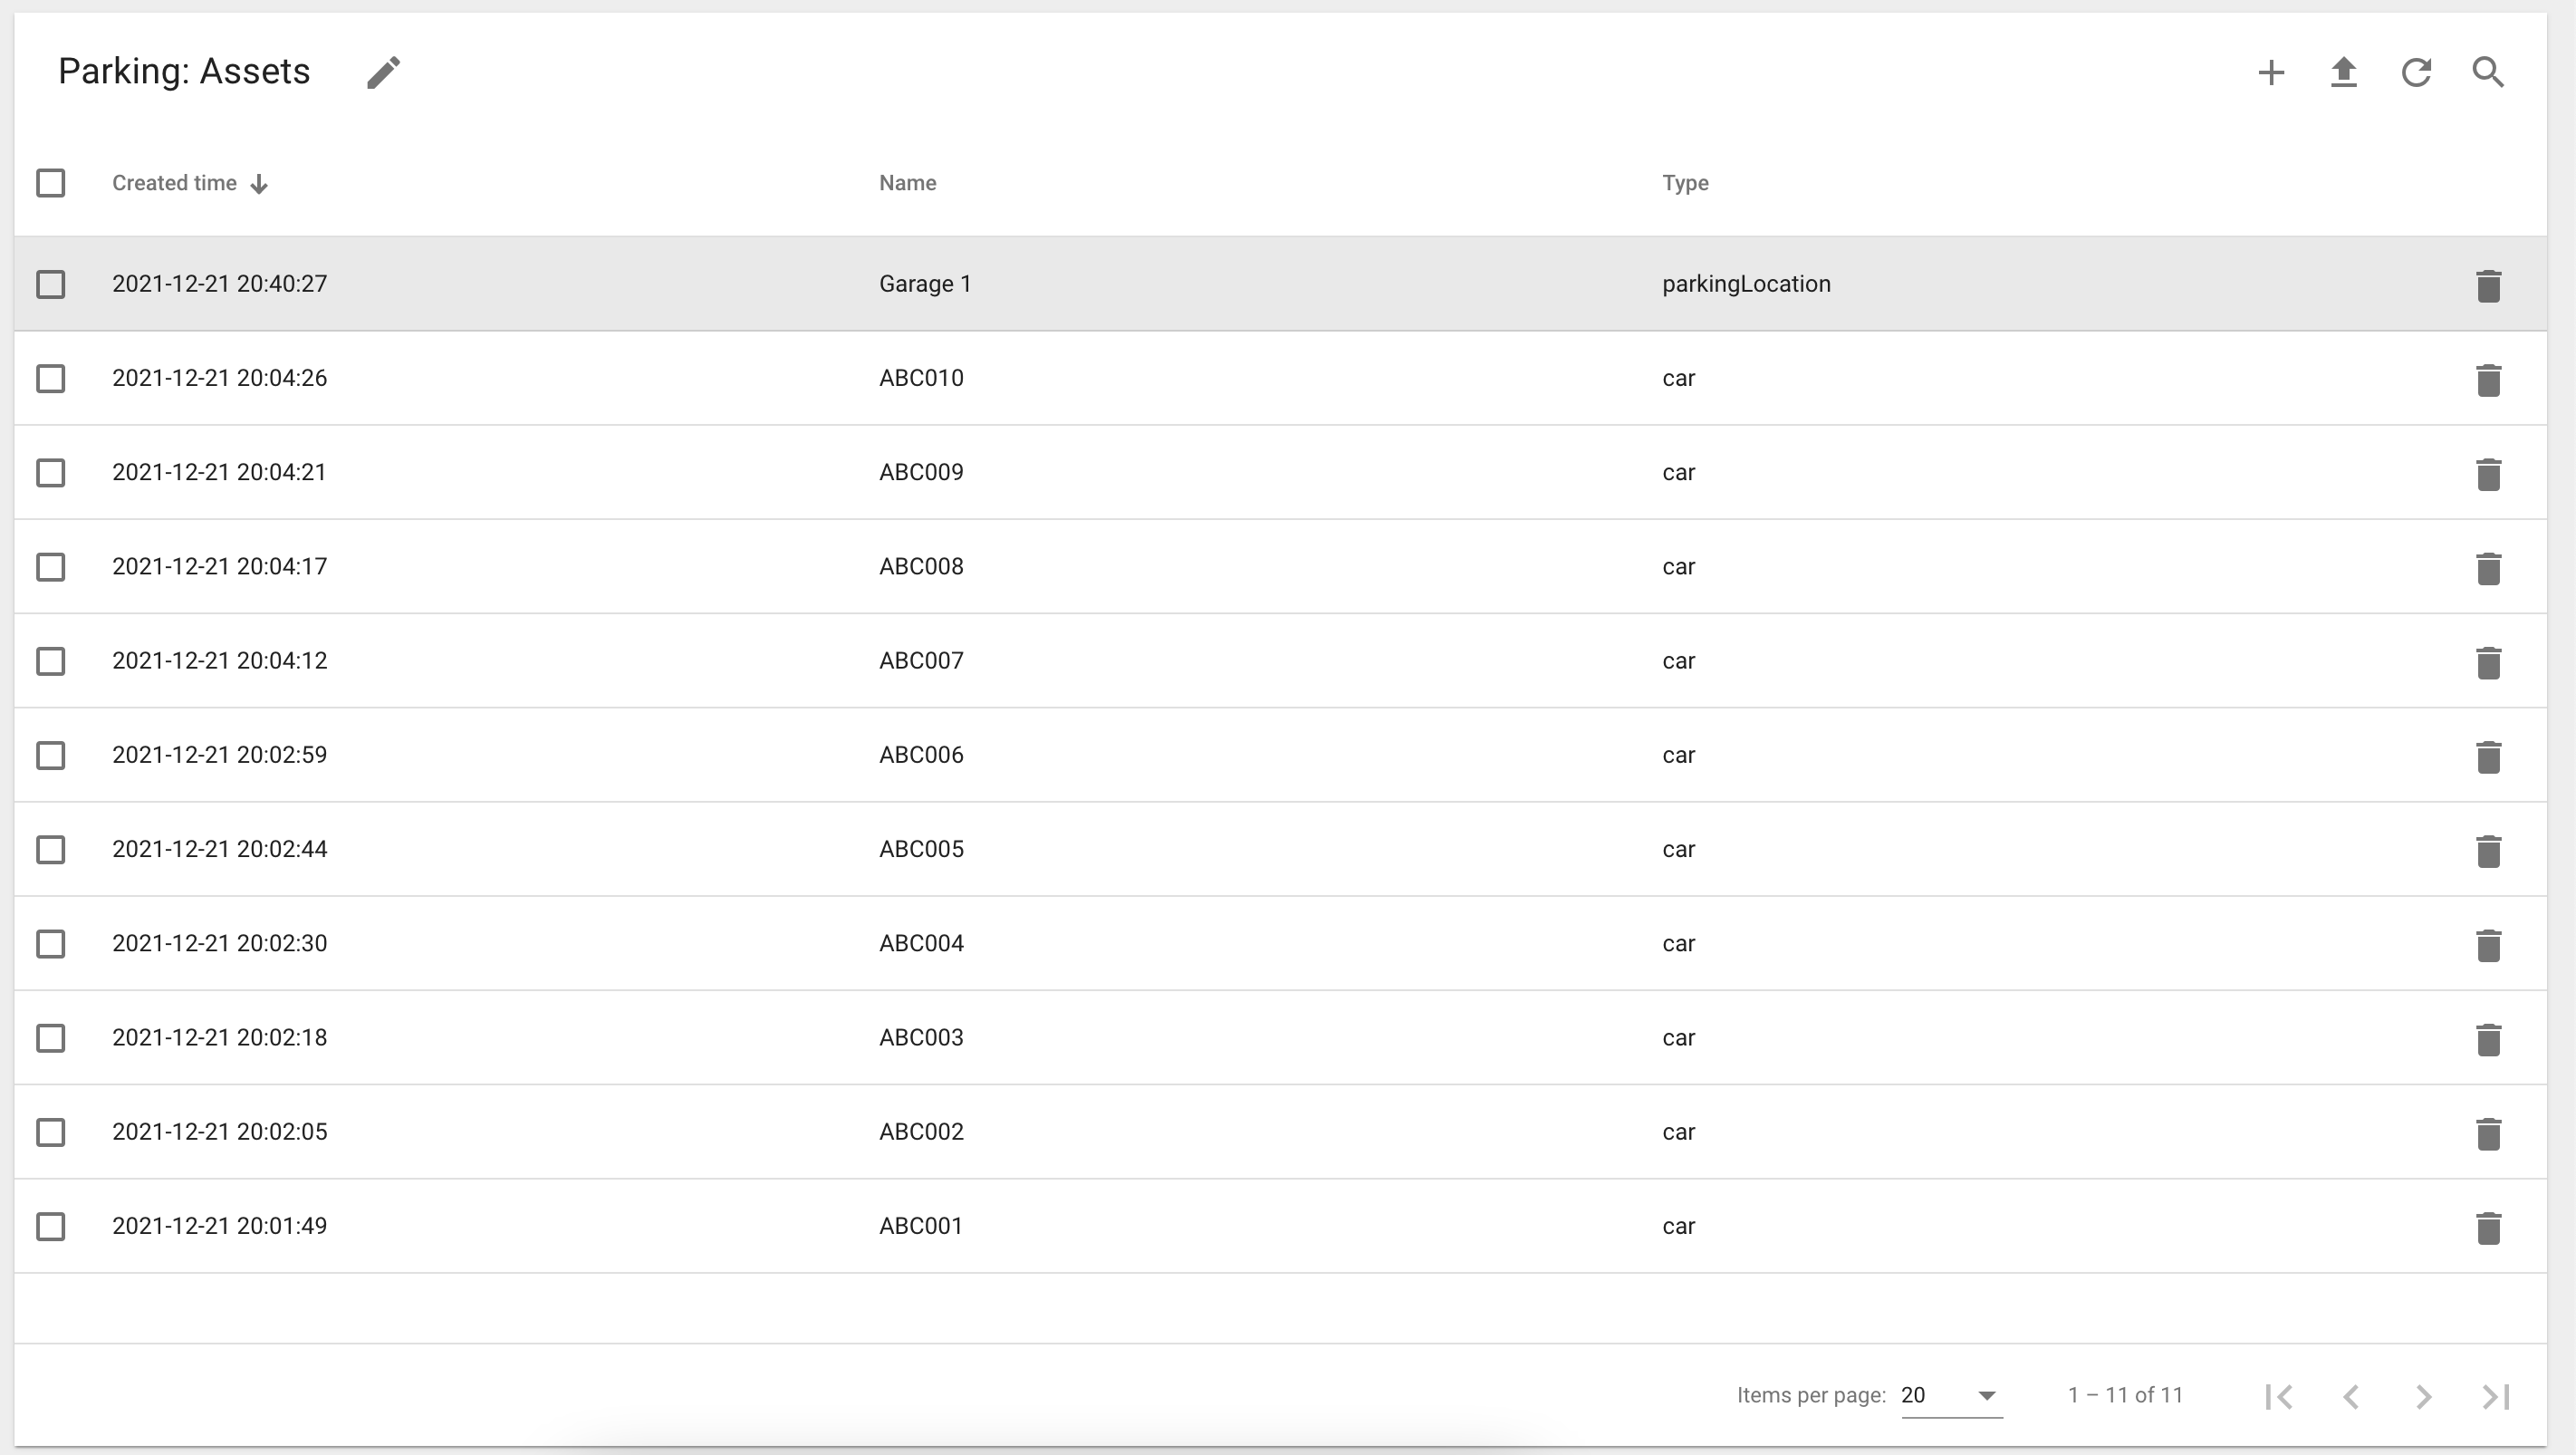 Parking: Assets
Created time Name Type
2021-12-21 20:40:27 Garage 1 parkingLocation
2021-12-21 20:04:26 ABC010 car
2021-12-21 20:04:21 ABC009 car
2021-12-21 20:04:17 ABC008 car
2021-12-21 20:04:12 ABC007 car
2021-12-21 20:02:59 ABC006 car
2021-12-21 20:02:44 ABC005 car
2021-12-21 20:02:30 ABC004 car
2021-12-21 20:02:18 ABC003 car
2021-12-21 20:02:05 ABC002 car
2021-12-21 20:01:49 ABC001 car
Items per page: 20 1 – 11 of 11